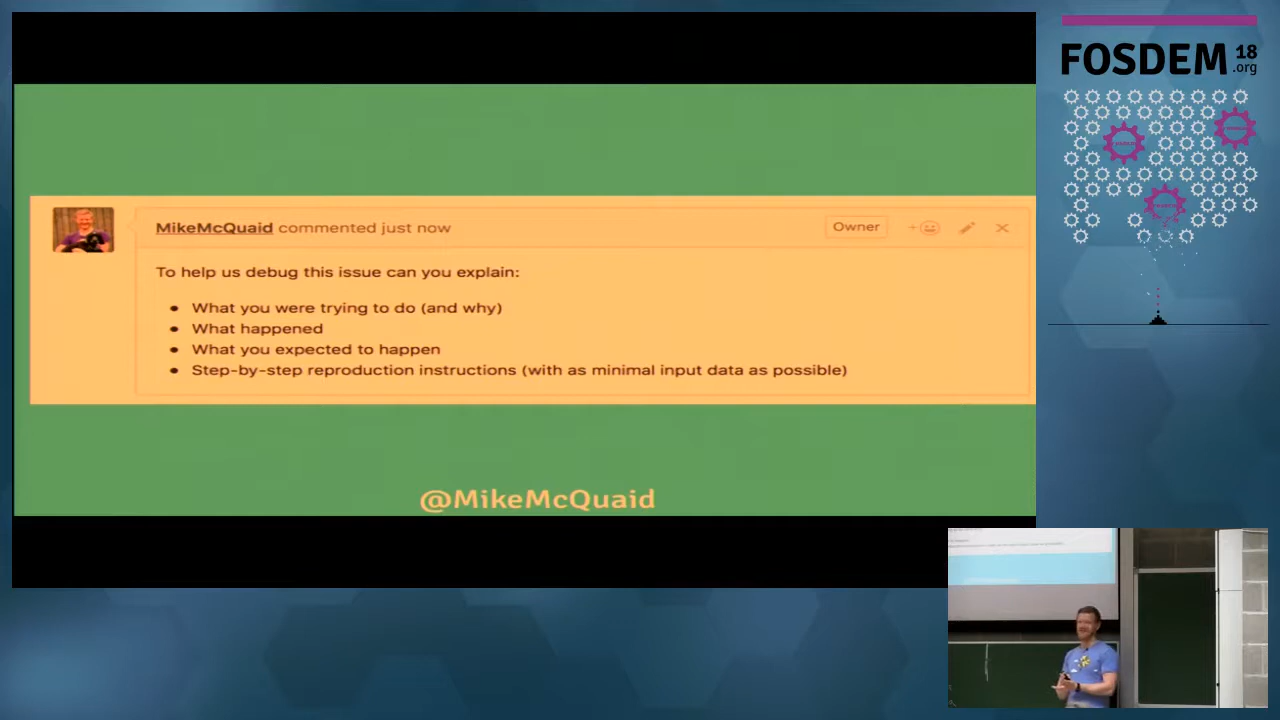 FOSDEM 18
.org
MikeMcQuaid commented just now
Owner
To help us debug this issue can you explain:
What you were trying to do (and why)
What happened
What you expected to happen
Step-by-step reproduction instructions (with as minimal input data as possible)
@MikeMcQuaid